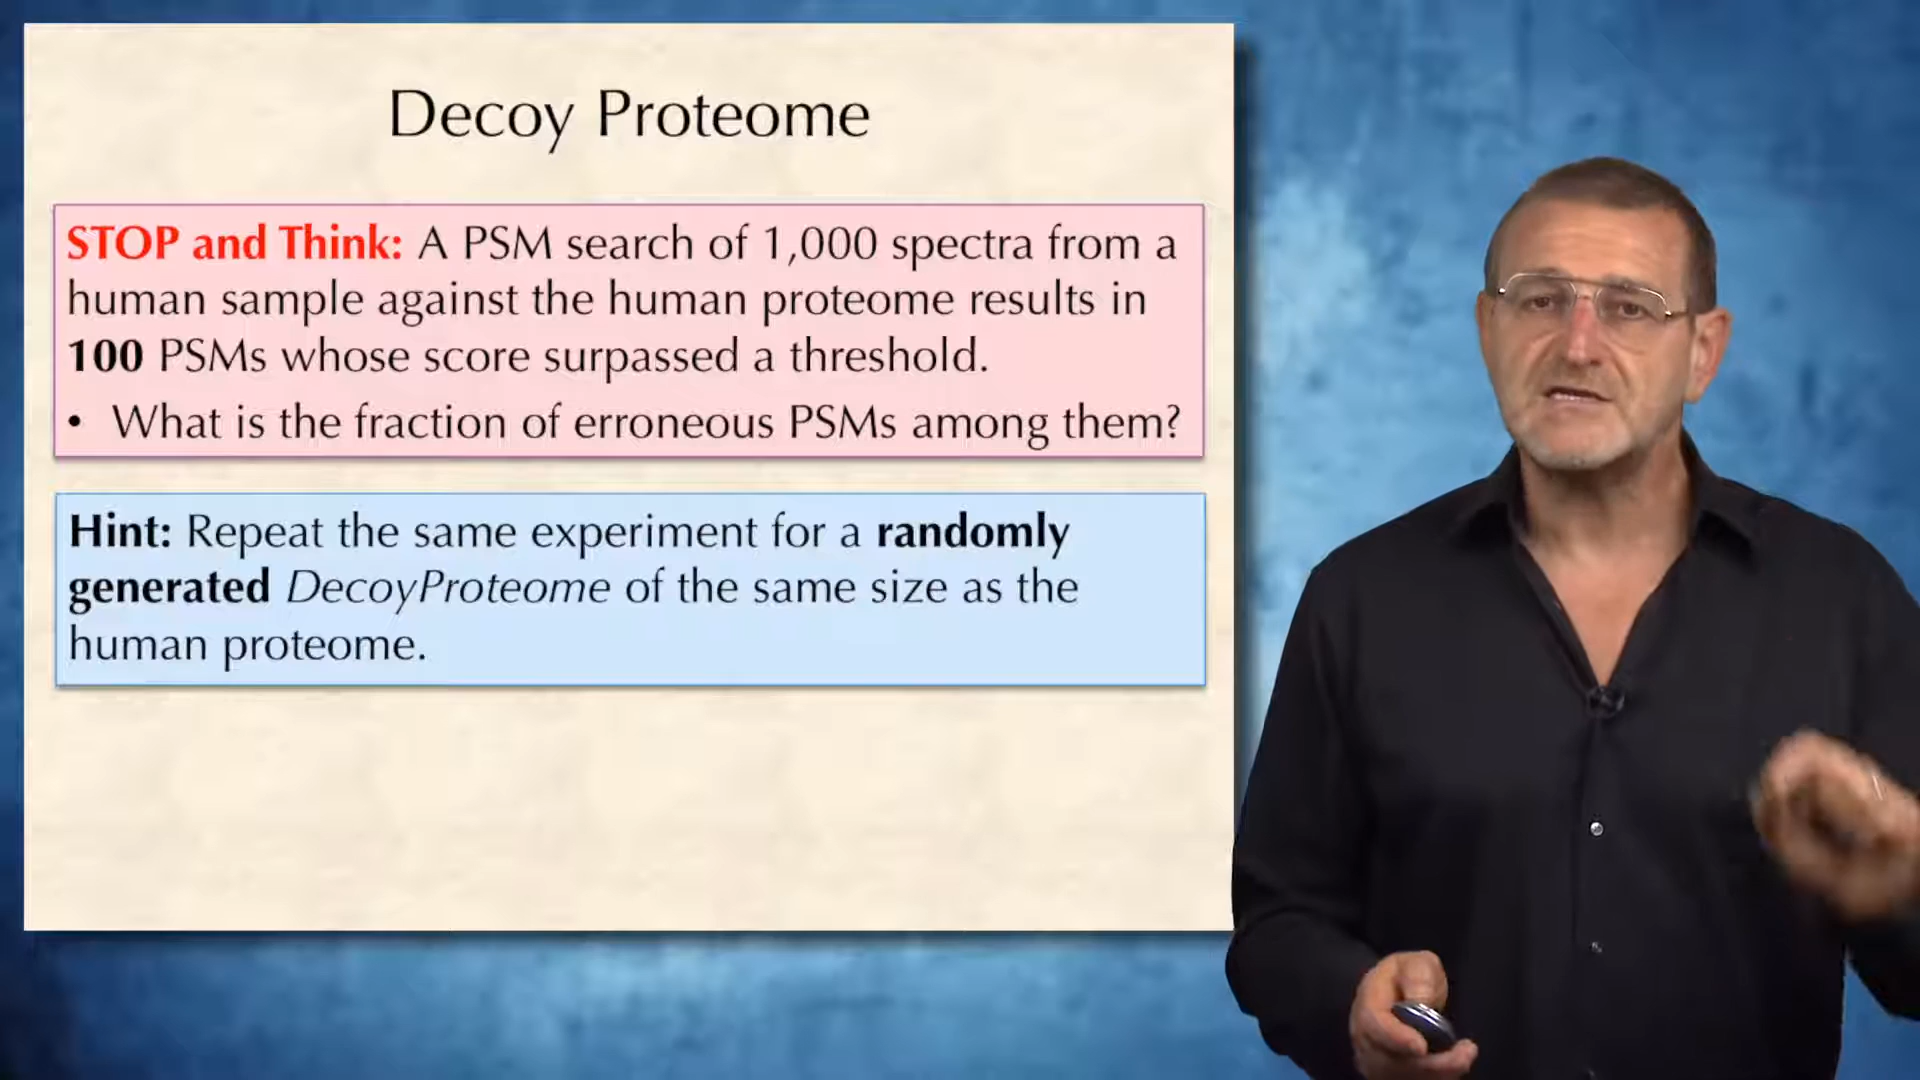 Decoy Proteome
STOP and Think: A PSM search of 1,000 spectra from a
human sample against the human proteome results in
100 PSMs whose score surpassed a threshold.
• What is the fraction of erroneous PSMs among them?
Hint: Repeat the same experiment for a randomly
generated DecoyProteome of the same size as the
human proteome.